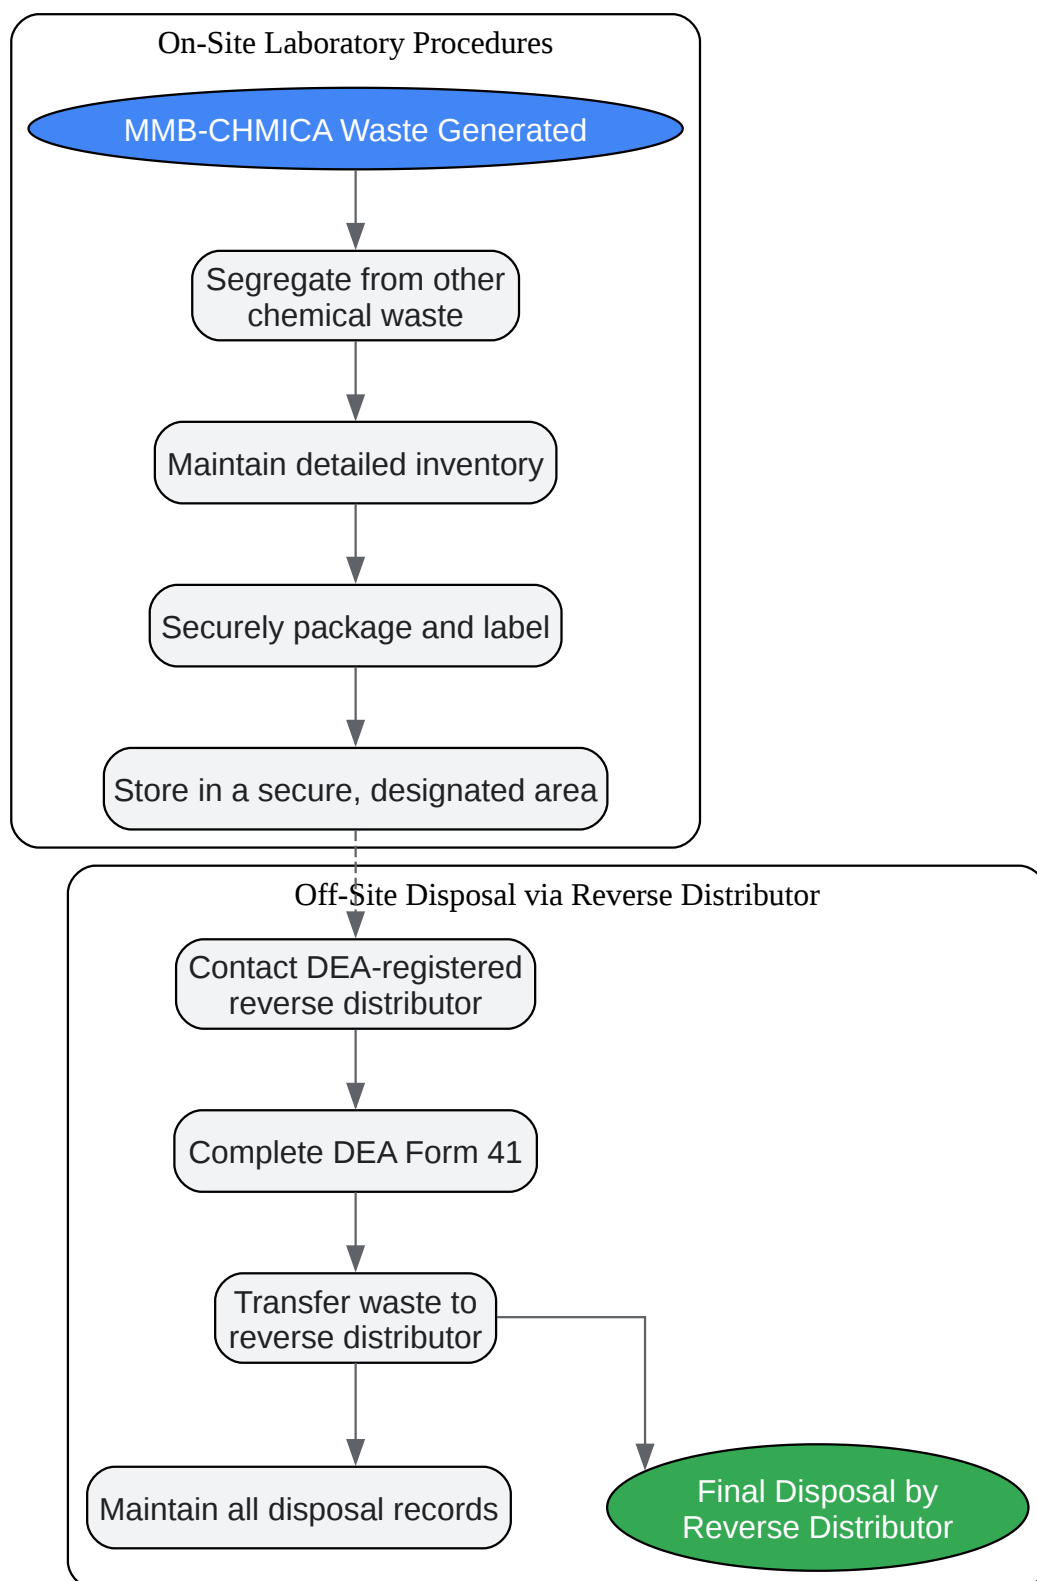 On-Site Laboratory Procedures
MMB-CHMICA Waste Generated
Segregate from other
chemical waste
Maintain detailed inventory
Securely package and label
Store in a secure, designated area
Off-Site Disposal via Reverse Distributor
Contact DEA-registered
reverse distributor
Complete DEA Form 41
Transfer waste to
reverse distributor
Maintain all disposal records
Final Disposal by
Reverse Distributor